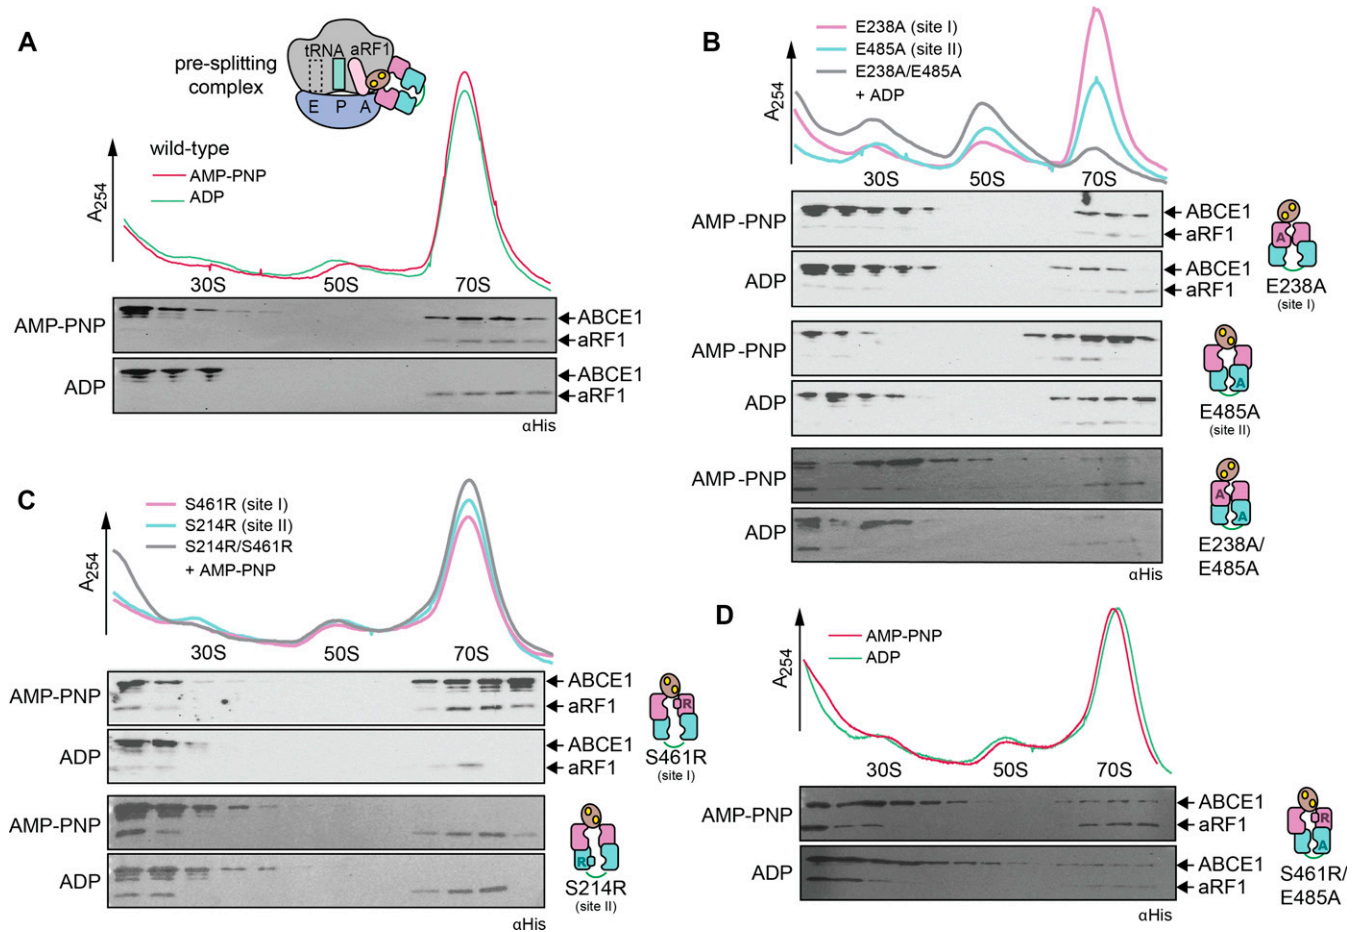 A
tRNA aRF1
pre-splitting
complex
E P A
wild-type
AMP-PNP
ADP
A254
30S 50S 70S
AMP-PNP
ABCE1
aRF1
ADP
ABCE1
aRF1
αHis
B
E238A (site I)
E485A (site II)
E238A/E485A
+ ADP
A254
30S 50S 70S
AMP-PNP
ABCE1
aRF1
ADP
ABCE1
aRF1
A
E238A
(site I)
AMP-PNP
ABCE1
aRF1
ADP
ABCE1
aRF1
A
E485A
(site II)
AMP-PNP
ADP
A
A
E238A/
E485A
αHis
C
S461R (site I)
S214R (site II)
S214R/S461R
+ AMP-PNP
A254
30S 50S 70S
AMP-PNP
ABCE1
aRF1
ADP
ABCE1
aRF1
R
S461R
(site I)
AMP-PNP
ADP
R
S214R
(site II)
αHis
D
AMP-PNP
ADP
A254
30S 50S 70S
AMP-PNP
ABCE1
aRF1
ADP
ABCE1
aRF1
R
A
S461R/
E485A
αHis